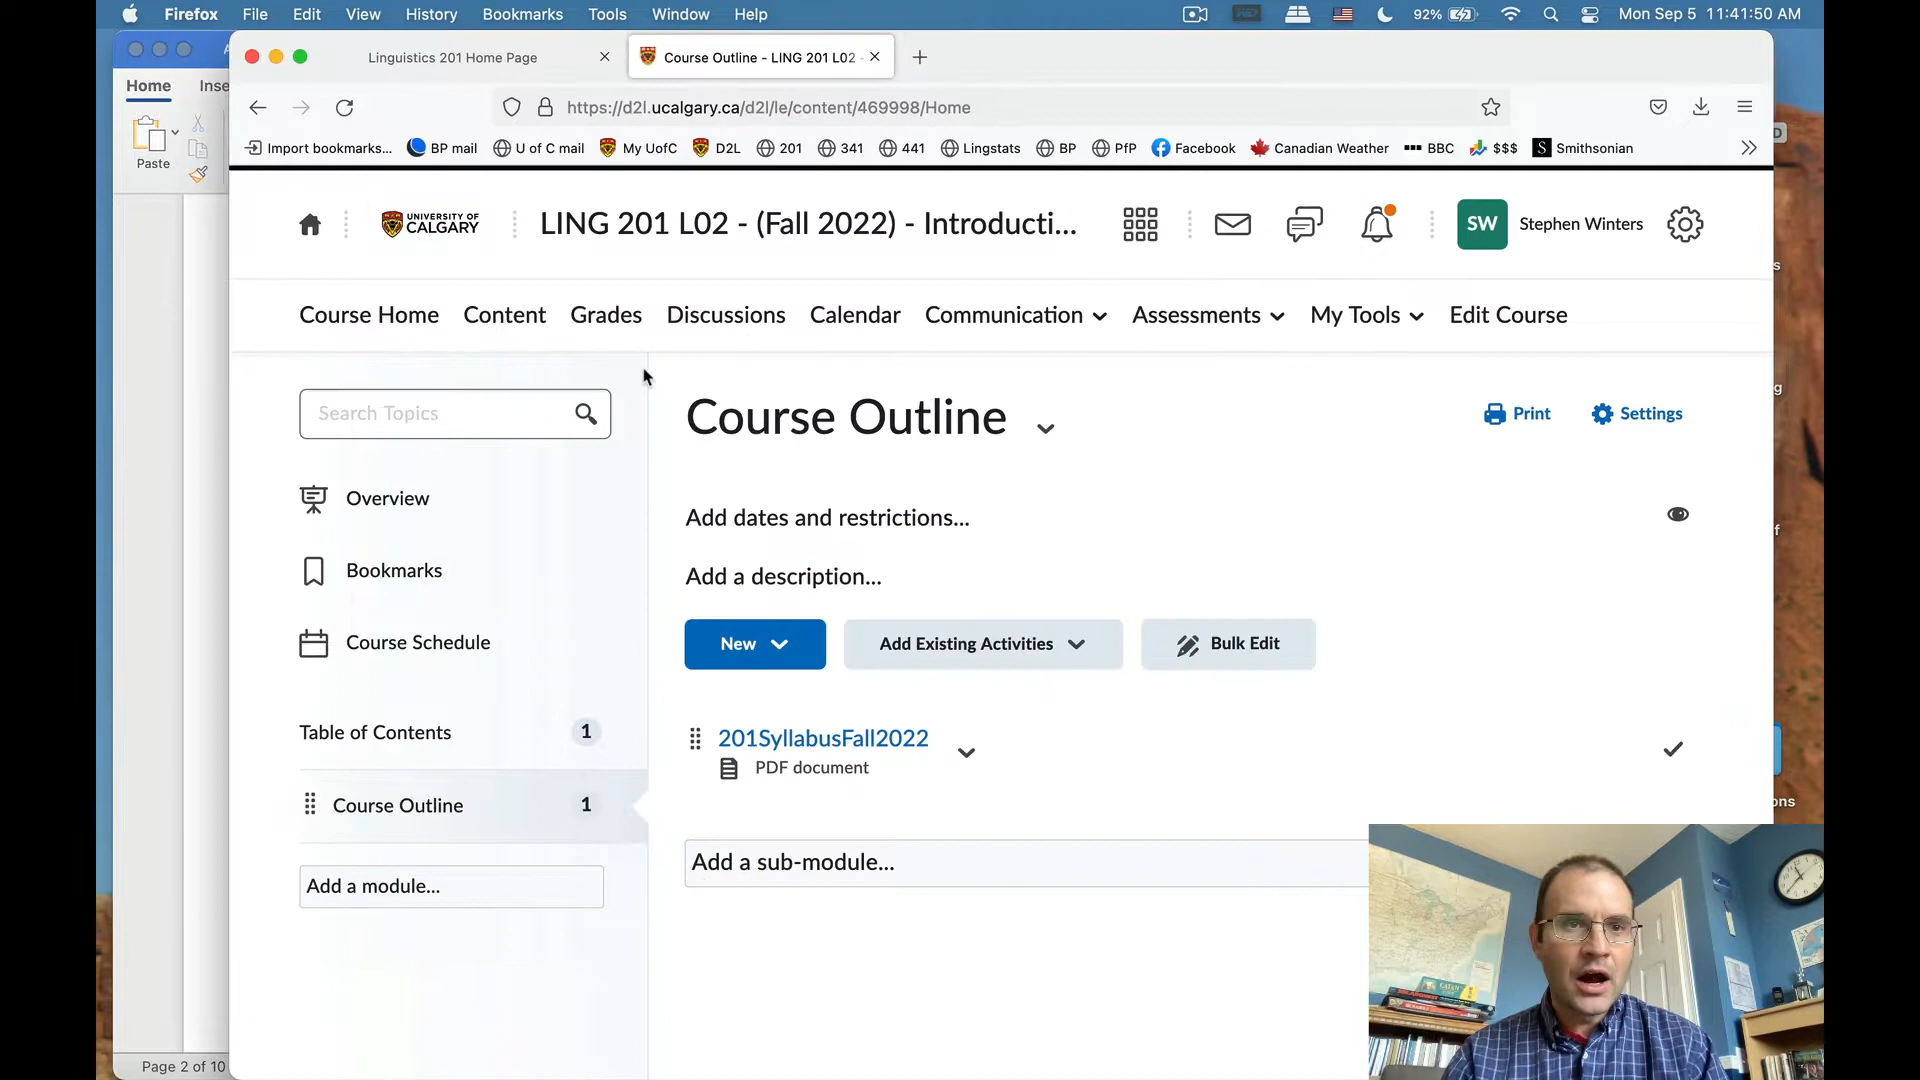 Firefox File Edit View History Bookmarks Tools Window Help 92% Mon Sep 5 11:41:50 AM
Linguistics 201 Home Page Course Outline - LING 201 L02 -
Home Inse
https://d2l.ucalgary.ca/d2l/le/content/469998/Home
Paste
Import bookmarks... BP mail U of C mail My UofC D2L 201 341 441 Lingstats BP PfP Facebook Canadian Weather BBC $$$ S Smithsonian
UNIVERSITY OF CALGARY
LING 201 L02 - (Fall 2022) - Introducti...
SW Stephen Winters
Course Home Content Grades Discussions Calendar Communication Assessments My Tools Edit Course
Search Topics
Overview
Bookmarks
Course Schedule
Table of Contents 1
Course Outline 1
Add a module...
Course Outline
Print Settings
Add dates and restrictions...
Add a description...
New Add Existing Activities Bulk Edit
201SyllabusFall2022
PDF document
Add a sub-module...
ons
CATAN
Page 2 of 10